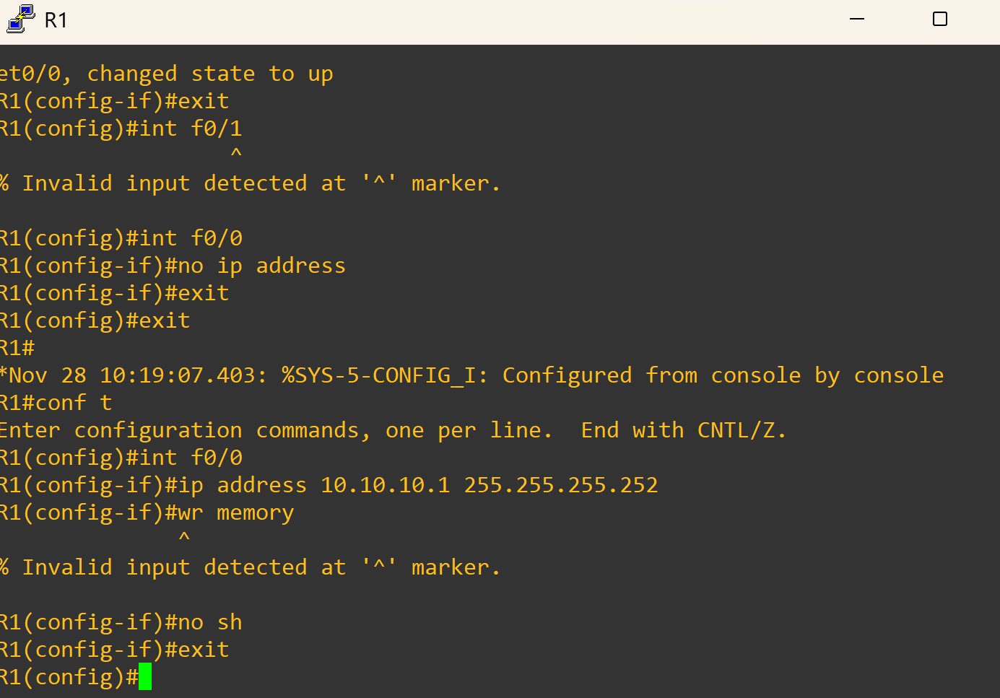 R1
et0/0, changed state to up
R1(config-if)#exit
R1(config)#int f0/1
^
% Invalid input detected at '^' marker.
R1(config)#int f0/0
R1(config-if)#no ip address
R1(config-if)#exit
R1(config)#exit
R1#
*Nov 28 10:19:07.403: %SYS-5-CONFIG_I: Configured from console by console
R1#conf t
Enter configuration commands, one per line.  End with CNTL/Z.
R1(config)#int f0/0
R1(config-if)#ip address 10.10.10.1 255.255.255.252
R1(config-if)#wr memory
^
% Invalid input detected at '^' marker.
R1(config-if)#no sh
R1(config-if)#exit
R1(config)#